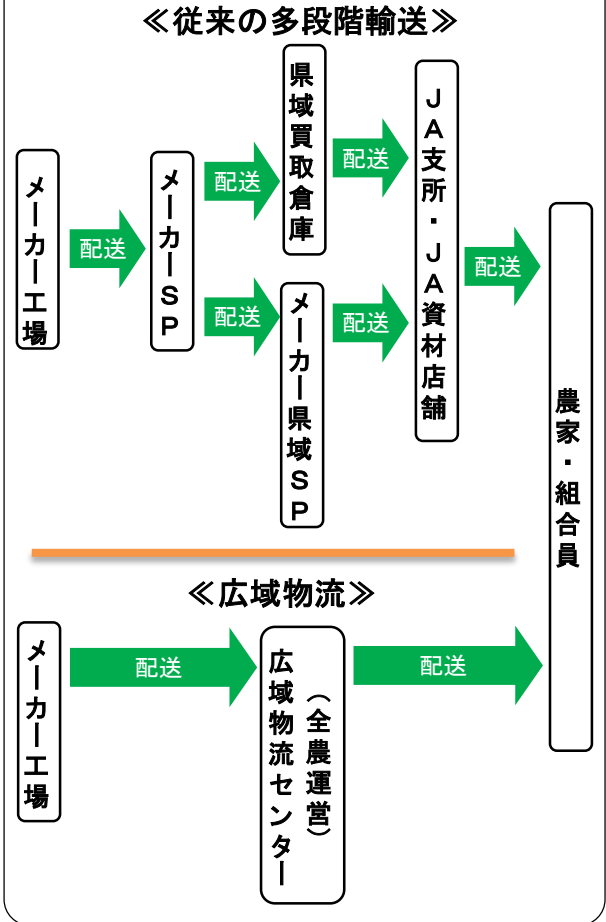 ≪従来の多段階輸送≫
メーカー工場
配送
メーカーＳＰ
配送
県域買取倉庫
配送
配送
メーカー県域ＳＰ
配送
ＪＡ支所・ＪＡ資材店舗
配送
農家・組合員
≪広域物流≫
メーカー工場
配送
広域物流センター
（全農運営）
配送